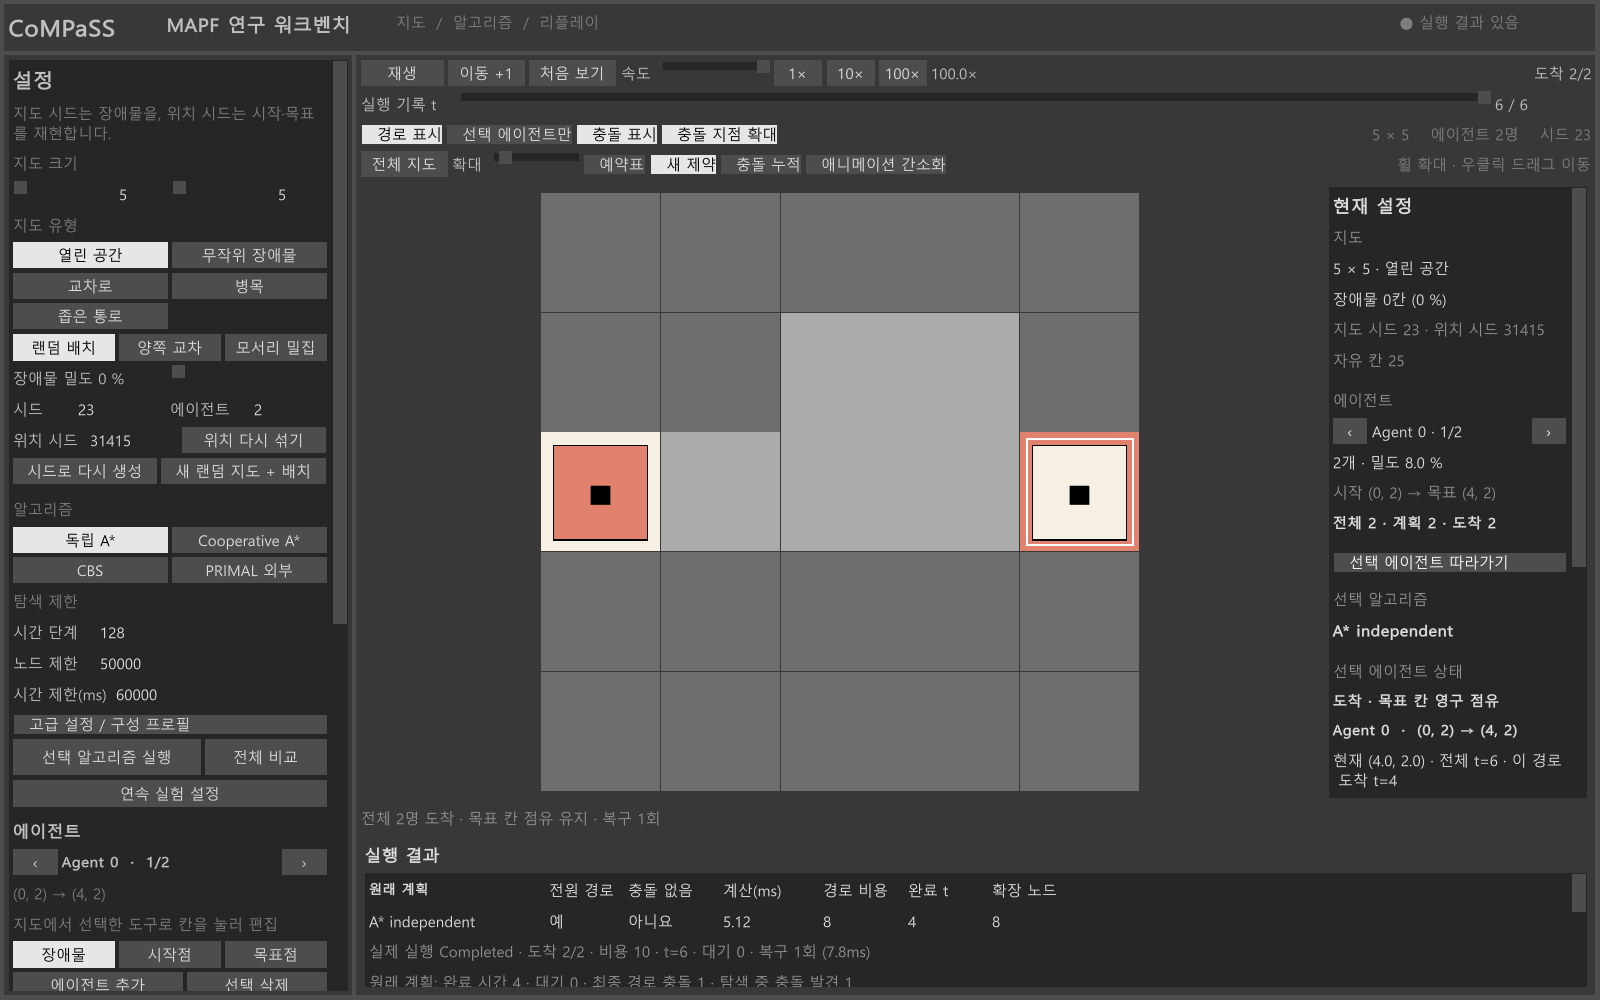 CoMPaSS MAPF 연구 워크벤치 지도 / 알고리즘 / 리플레이 실행 결과 있음
설정
지도 시드는 장애물을, 위치 시드는 시작·목표
를 재현합니다.
지도 크기
5 5
지도 유형
열린 공간 무작위 장애물
교차로 병목
좁은 통로
랜덤 배치 양쪽 교차 모서리 밀집
장애물 밀도 0 %
시드 23 에이전트 2
위치 시드 31415 위치 다시 섞기
시드로 다시 생성 새 랜덤 지도 + 배치
알고리즘
독립 A* Cooperative A*
CBS PRIMAL 외부
탐색 제한
시간 단계 128
노드 제한 50000
시간 제한(ms) 60000
고급 설정 / 구성 프로필
선택 알고리즘 실행 전체 비교
연속 실험 설정
에이전트
‹ Agent 0 · 1/2 ›
(0, 2) → (4, 2)
지도에서 선택한 도구로 칸을 눌러 편집
장애물 시작점 목표점
에이전트 추가 선택 삭제
재생 이동 +1 처음 보기 속도 1× 10× 100× 100.0× 도착 2/2
실행 기록 t 6 / 6
경로 표시 선택 에이전트만 충돌 표시 충돌 지점 확대 5 × 5 에이전트 2명 시드 23
전체 지도 확대 예약표 새 제약 충돌 누적 애니메이션 간소화 휠 확대 · 우클릭 드래그 이동
현재 설정
지도
5 × 5 · 열린 공간
장애물 0칸 (0 %)
지도 시드 23 · 위치 시드 31415
자유 칸 25
에이전트
‹ Agent 0 · 1/2 ›
2개 · 밀도 8.0 %
시작 (0, 2) → 목표 (4, 2)
전체 2 · 계획 2 · 도착 2
선택 에이전트 따라가기
선택 알고리즘
A* independent
선택 에이전트 상태
도착 · 목표 칸 영구 점유
Agent 0 · (0, 2) → (4, 2)
현재 (4.0, 2.0) · 전체 t=6 · 이 경로
도착 t=4
전체 2명 도착 · 목표 칸 점유 유지 · 복구 1회
실행 결과
원래 계획 전원 경로 충돌 없음 계산(ms) 경로 비용 완료 t 확장 노드
A* independent 예 아니요 5.12 8 4 8
실제 실행 Completed · 도착 2/2 · 비용 10 · t=6 · 대기 0 · 복구 1회 (7.8ms)
원래 계획: 완료 시간 4 · 대기 0 · 최종 경로 충돌 1 · 탐색 중 충돌 발견 1